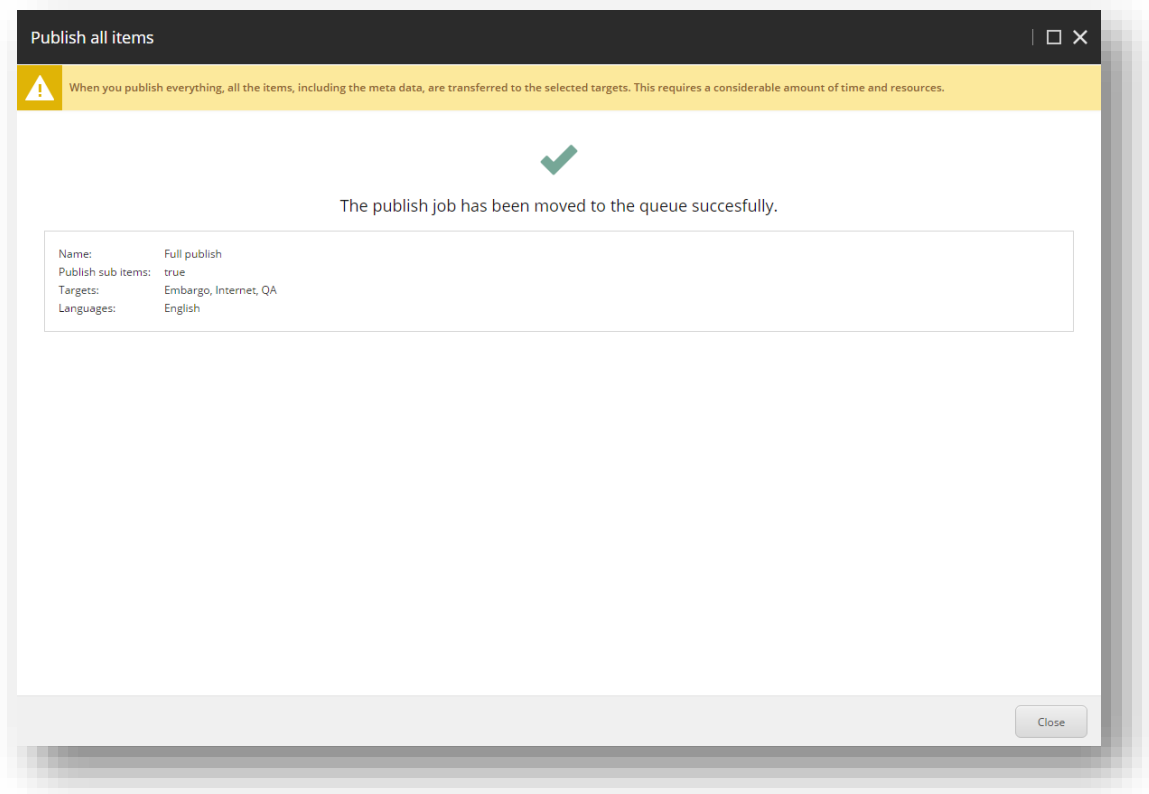 Publish all items
When you publish everything, all the items, including the meta data, are transferred to the selected targets. This requires a considerable amount of time and resources.
The publish job has been moved to the queue succesfully.
Name: Full publish
Publish sub items: true
Targets: Embargo, Internet, QA
Languages: English
Close